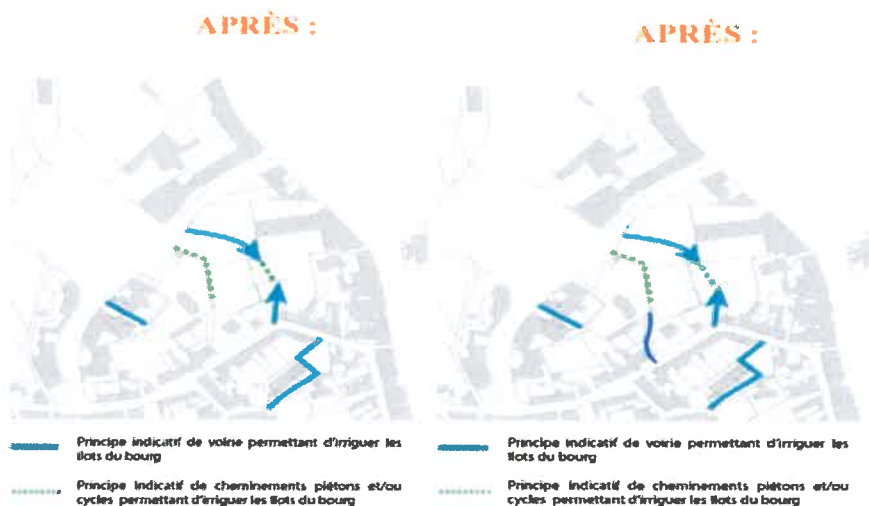 APRÈS :
Principe indicatif de voirie permettant d'irriguer les
îlots du bourg
Principe indicatif de cheminements piétons et/ou
cycles permettant d'irriguer les îlots du bourg
APRÈS :
Principe indicatif de voirie permettant d'irriguer les
îlots du bourg
Principe indicatif de cheminements piétons et/ou
cycles permettant d'irriguer les îlots du bourg